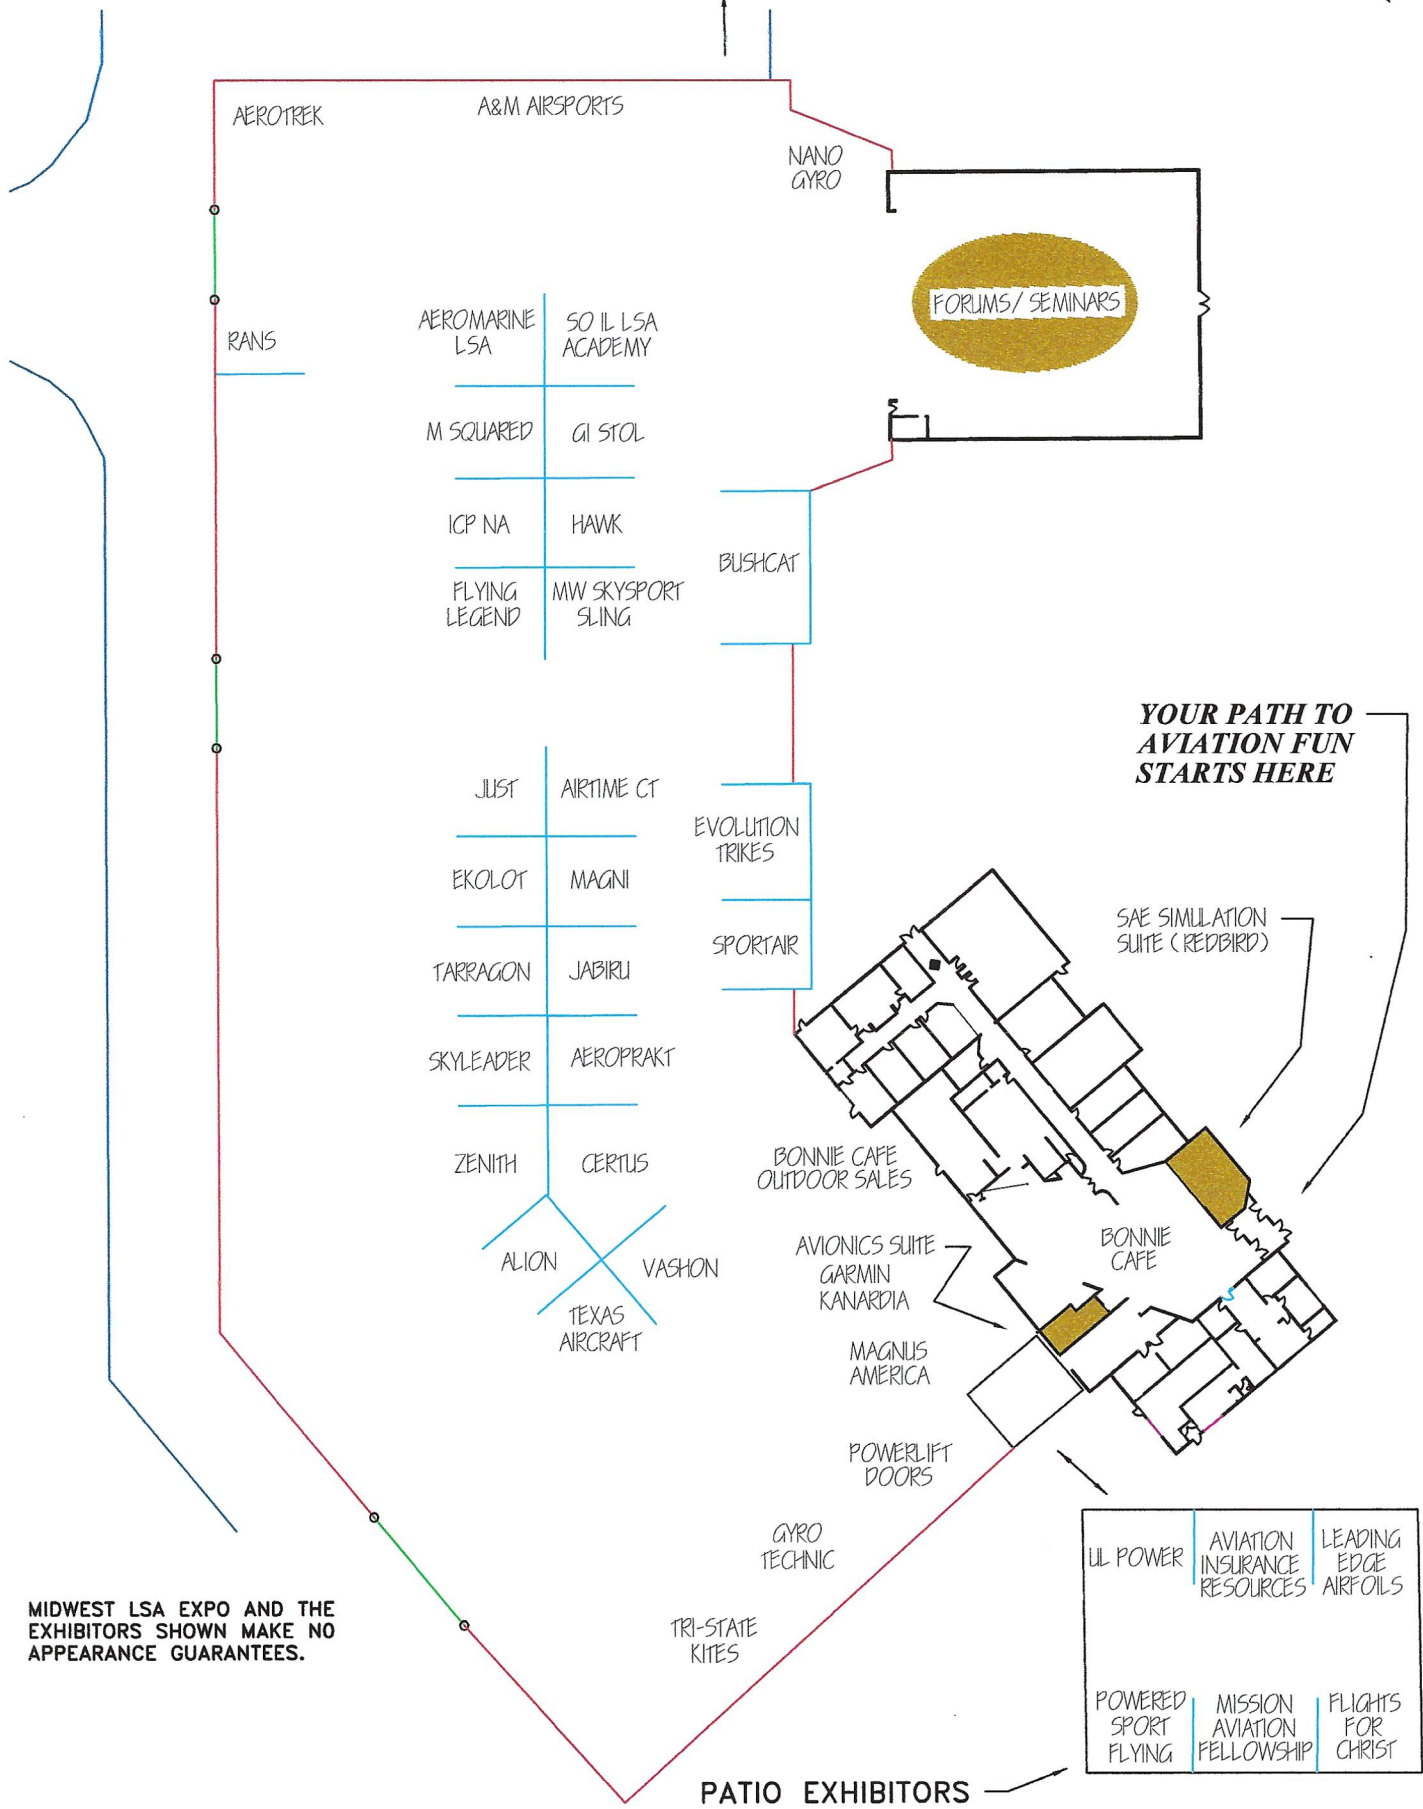 A&M AIRSPORTS
AEROTREK
NANO
GYRO
FORUMS/ SEMINARS
RANS
AEROMARINE
LSA
SO IL LSA
ACADEMY
M SQUARED
G1 STOL
ICP NA
HAWK
BUSHCAT
FLYING
LEGEND
MW SKYSPORT
SLING
YOUR PATH TO
AVIATION FUN
STARTS HERE
JUST
AIRTIME CT
EVOLUTION
TRIKES
EKOLOT
MAGNI
SPORTAIR
SAE SIMULATION
SUITE (REDBIRD)
TARRAGON
JABIRU
SKYLEADER
AEROPRAKT
ZENITH
CERTUS
BONNIE CAFE
OUTDOOR SALES
ALION
VASHON
TEXAS
AIRCRAFT
AVIONICS SUITE
GARMIN
KANARDIA
BONNIE
CAFE
MAGNUS
AMERICA
POWERLIFT
DOORS
GYRO
TECHNIC
TRI-STATE
KITES
MIDWEST LSA EXPO AND THE
EXHIBITORS SHOWN MAKE NO
APPEARANCE GUARANTEES.
UL POWER
AVIATION
INSURANCE
RESOURCES
LEADING
EDGE
AIRFOILS
POWERED
SPORT
FLYING
MISSION
AVIATION
FELLOWSHIP
FLIGHTS
FOR
CHRIST
PATIO EXHIBITORS